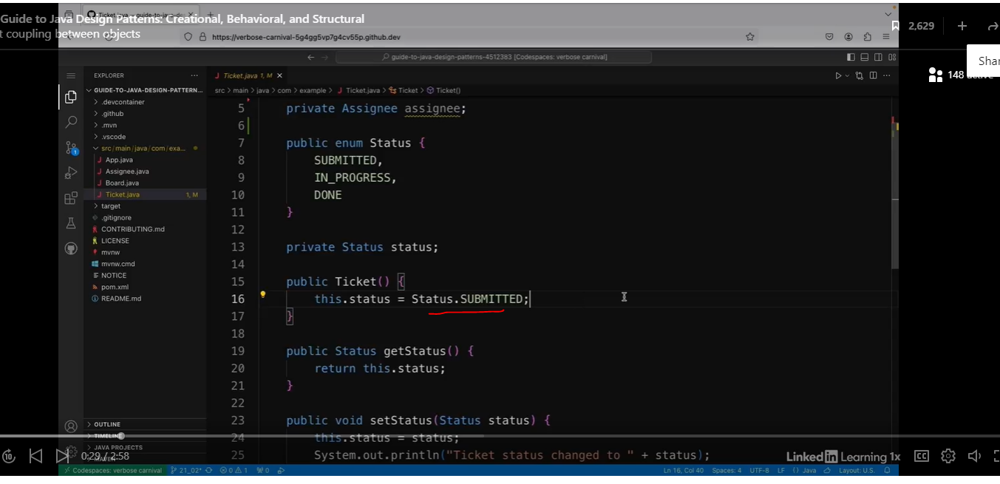 Guide to Java Design Patterns: Creational, Behavioral, and Structural
t coupling between objects
https://verbose-carnival-5g4gg5vp7g4cv55p.github.dev
2,629
Shar
148 active
guide-to-java-design-patterns-4512383 [Codespaces: verbose carnival]
EXPLORER
GUIDE-TO-JAVA-DESIGN-PATTERN...
.devcontainer
.github
.mvn
.vscode
src/main/java/com/exa...
App.java
Assignee.java
Board.java
Ticket.java 1, M
target
.gitignore
CONTRIBUTING.md
LICENSE
mvnw
mvnw.cmd
NOTICE
pom.xml
README.md
OUTLINE
TIMELINE
JAVA PROJECTS
MAVEN
Ticket.java 1, M
src > main > java > com > example > Ticket.java > Ticket > Ticket()
5 private Assignee assignee;
6
7 public enum Status {
8 SUBMITTED,
9 IN_PROGRESS,
10 DONE
11 }
12
13 private Status status;
14
15 public Ticket() {
16 this.status = Status.SUBMITTED;
17 }
18
19 public Status getStatus() {
20 return this.status;
21 }
22
23 public void setStatus(Status status) {
24 this.status = status;
25 System.out.println("Ticket status changed to " + status);
10
0:29 / 2:58
LinkedIn Learning 1x
CC
Codespaces: verbose carnival 21_02* 0 1 0
Ln 16, Col 40 Spaces: 4 UTF-8 LF {} Java Layout: U.S.